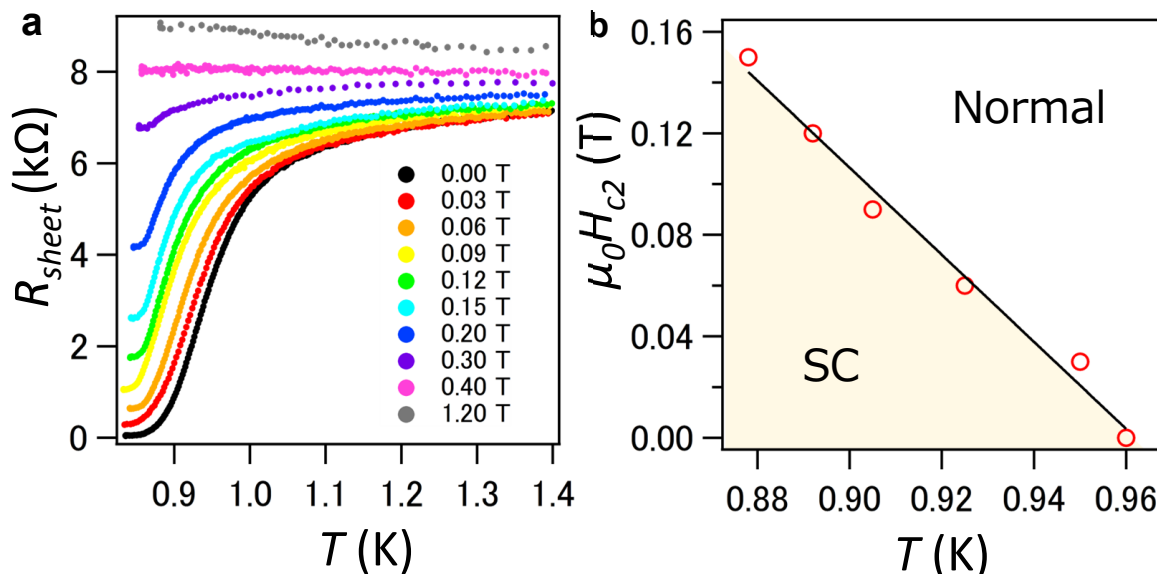 a
R_sheet (kΩ)
8
6
4
2
0
0.00 T
0.03 T
0.06 T
0.09 T
0.12 T
0.15 T
0.20 T
0.30 T
0.40 T
1.20 T
0.9 1.0 1.1 1.2 1.3 1.4
T (K)
b
μ0Hc2 (T)
0.16
0.12
0.08
0.04
0.00
Normal
SC
0.88 0.90 0.92 0.94 0.96
T (K)